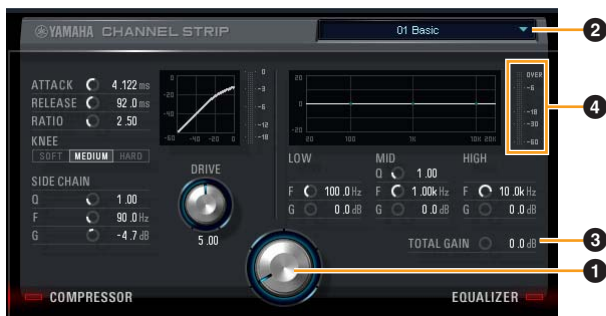 YAMAHA CHANNEL STRIP
01 Basic
2
ATTACK 4.122 ms
RELEASE 92.0 ms
RATIO 2.50
KNEE
SOFT MEDIUM HARD
SIDE CHAIN
Q 1.00
F 90.0 Hz
G -4.7 dB
0
-20
-40
-60
-60 -40 -20 0
0
-3
-6
-12
-18
DRIVE
5.00
20
0
-20
20 100 1K 10K 20K
OVER
-6
-18
-30
-60
4
LOW MID HIGH
Q 1.00
F 100.0 Hz F 1.00k Hz F 10.0k Hz
G 0.0 dB G 0.0 dB G 0.0 dB
TOTAL GAIN 0.0 dB
3
1
COMPRESSOR
EQUALIZER